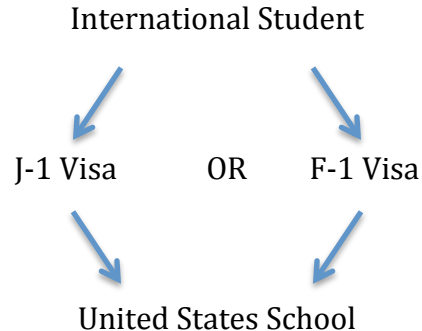 International Student
J-1 Visa OR F-1 Visa
United States School